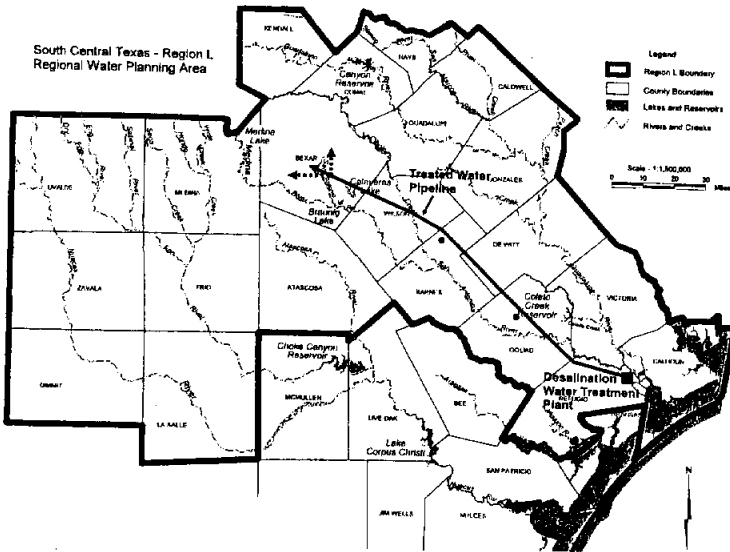 South Central Texas - Region L
Regional Water Planning Area
Legend
Region L Boundary
County Boundaries
Lakes and Reservoirs
Rivers and Creeks
Scale - 1:1,500,000
0 10 20 30
Miles
KENDALL
HAYS
CALDWELL
Canyon
Reservoir
COMAL
GUADALUPE
Medina
Lake
BEXAR
Calaveras
Lake
Treated Water
Pipeline
GONZALES
UVALDE
MEDINA
Braunig
Lake
WILSON
DE WITT
ATASCOSA
KARNES
VICTORIA
ZAVALA
FRIO
Coleto
Creek
Reservoir
GOLIAD
CALHOUN
Choke Canyon
Reservoir
Desalination
Water Treatment
Plant
REFUGIO
DIMMIT
LA SALLE
MCMULLEN
LIVE OAK
BEE
Lake
Corpus Christi
SAN PATRICIO
N
JIM WELLS
NUECES